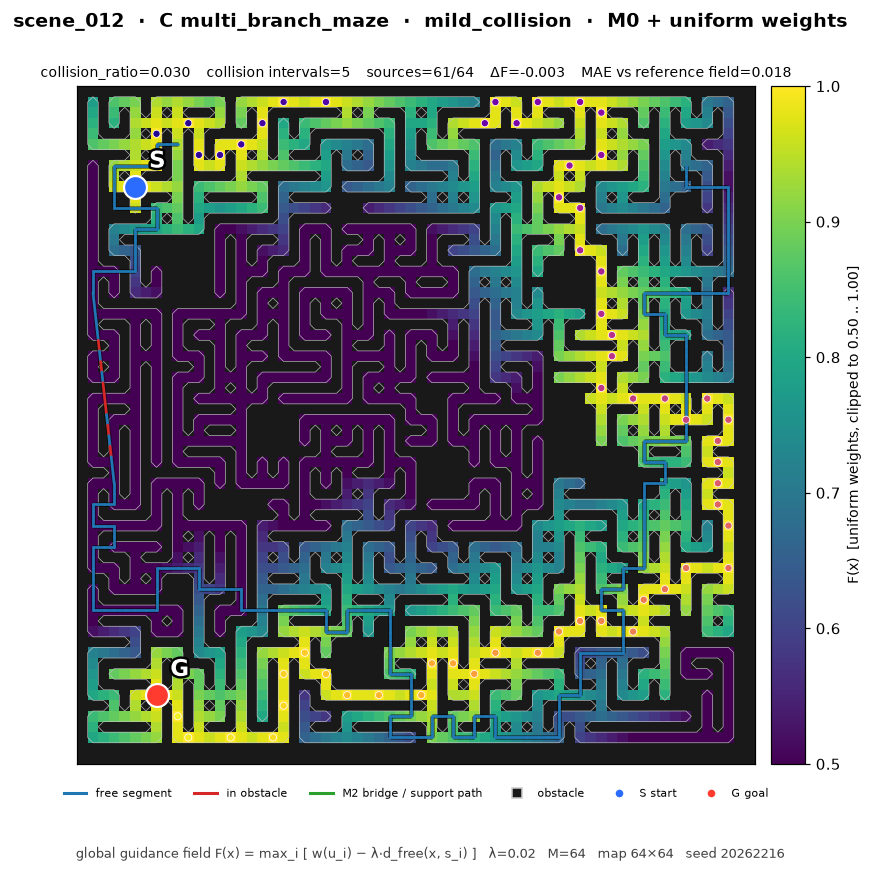 scene_012 · C multi_branch_maze · mild_collision · M0 + uniform weights
collision_ratio=0.030 collision intervals=5 sources=61/64 ΔF=-0.003 MAE vs reference field=0.018
S
G
1.0
0.9
0.8
0.7
0.6
0.5
F(x) [uniform weights, clipped to 0.50 .. 1.00]
free segment in obstacle M2 bridge / support path obstacle S start G goal
global guidance field F(x) = max_i [ w(u_i) − λ·d_free(x, s_i) ] λ=0.02 M=64 map 64×64 seed 20262216